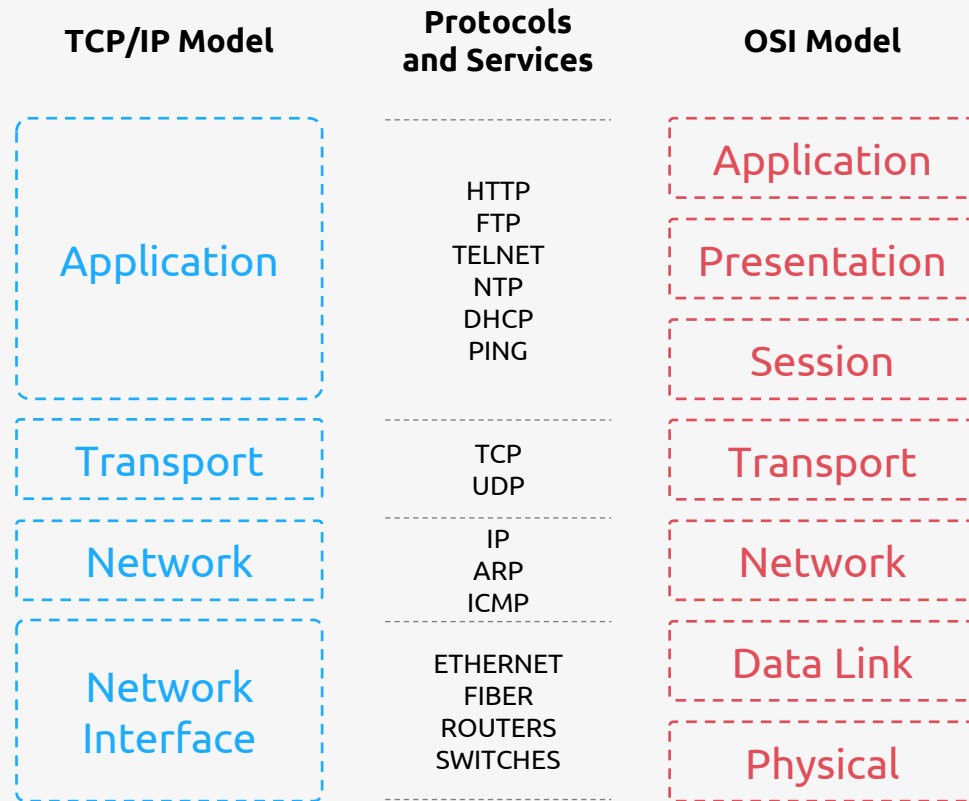 TCP/IP Model
Protocols
and Services
OSI Model
Application
HTTP
FTP
TELNET
NTP
DHCP
PING
Application
Presentation
Session
Transport
TCP
UDP
Transport
Network
IP
ARP
ICMP
Network
Network
Interface
ETHERNET
FIBER
ROUTERS
SWITCHES
Data Link
Physical